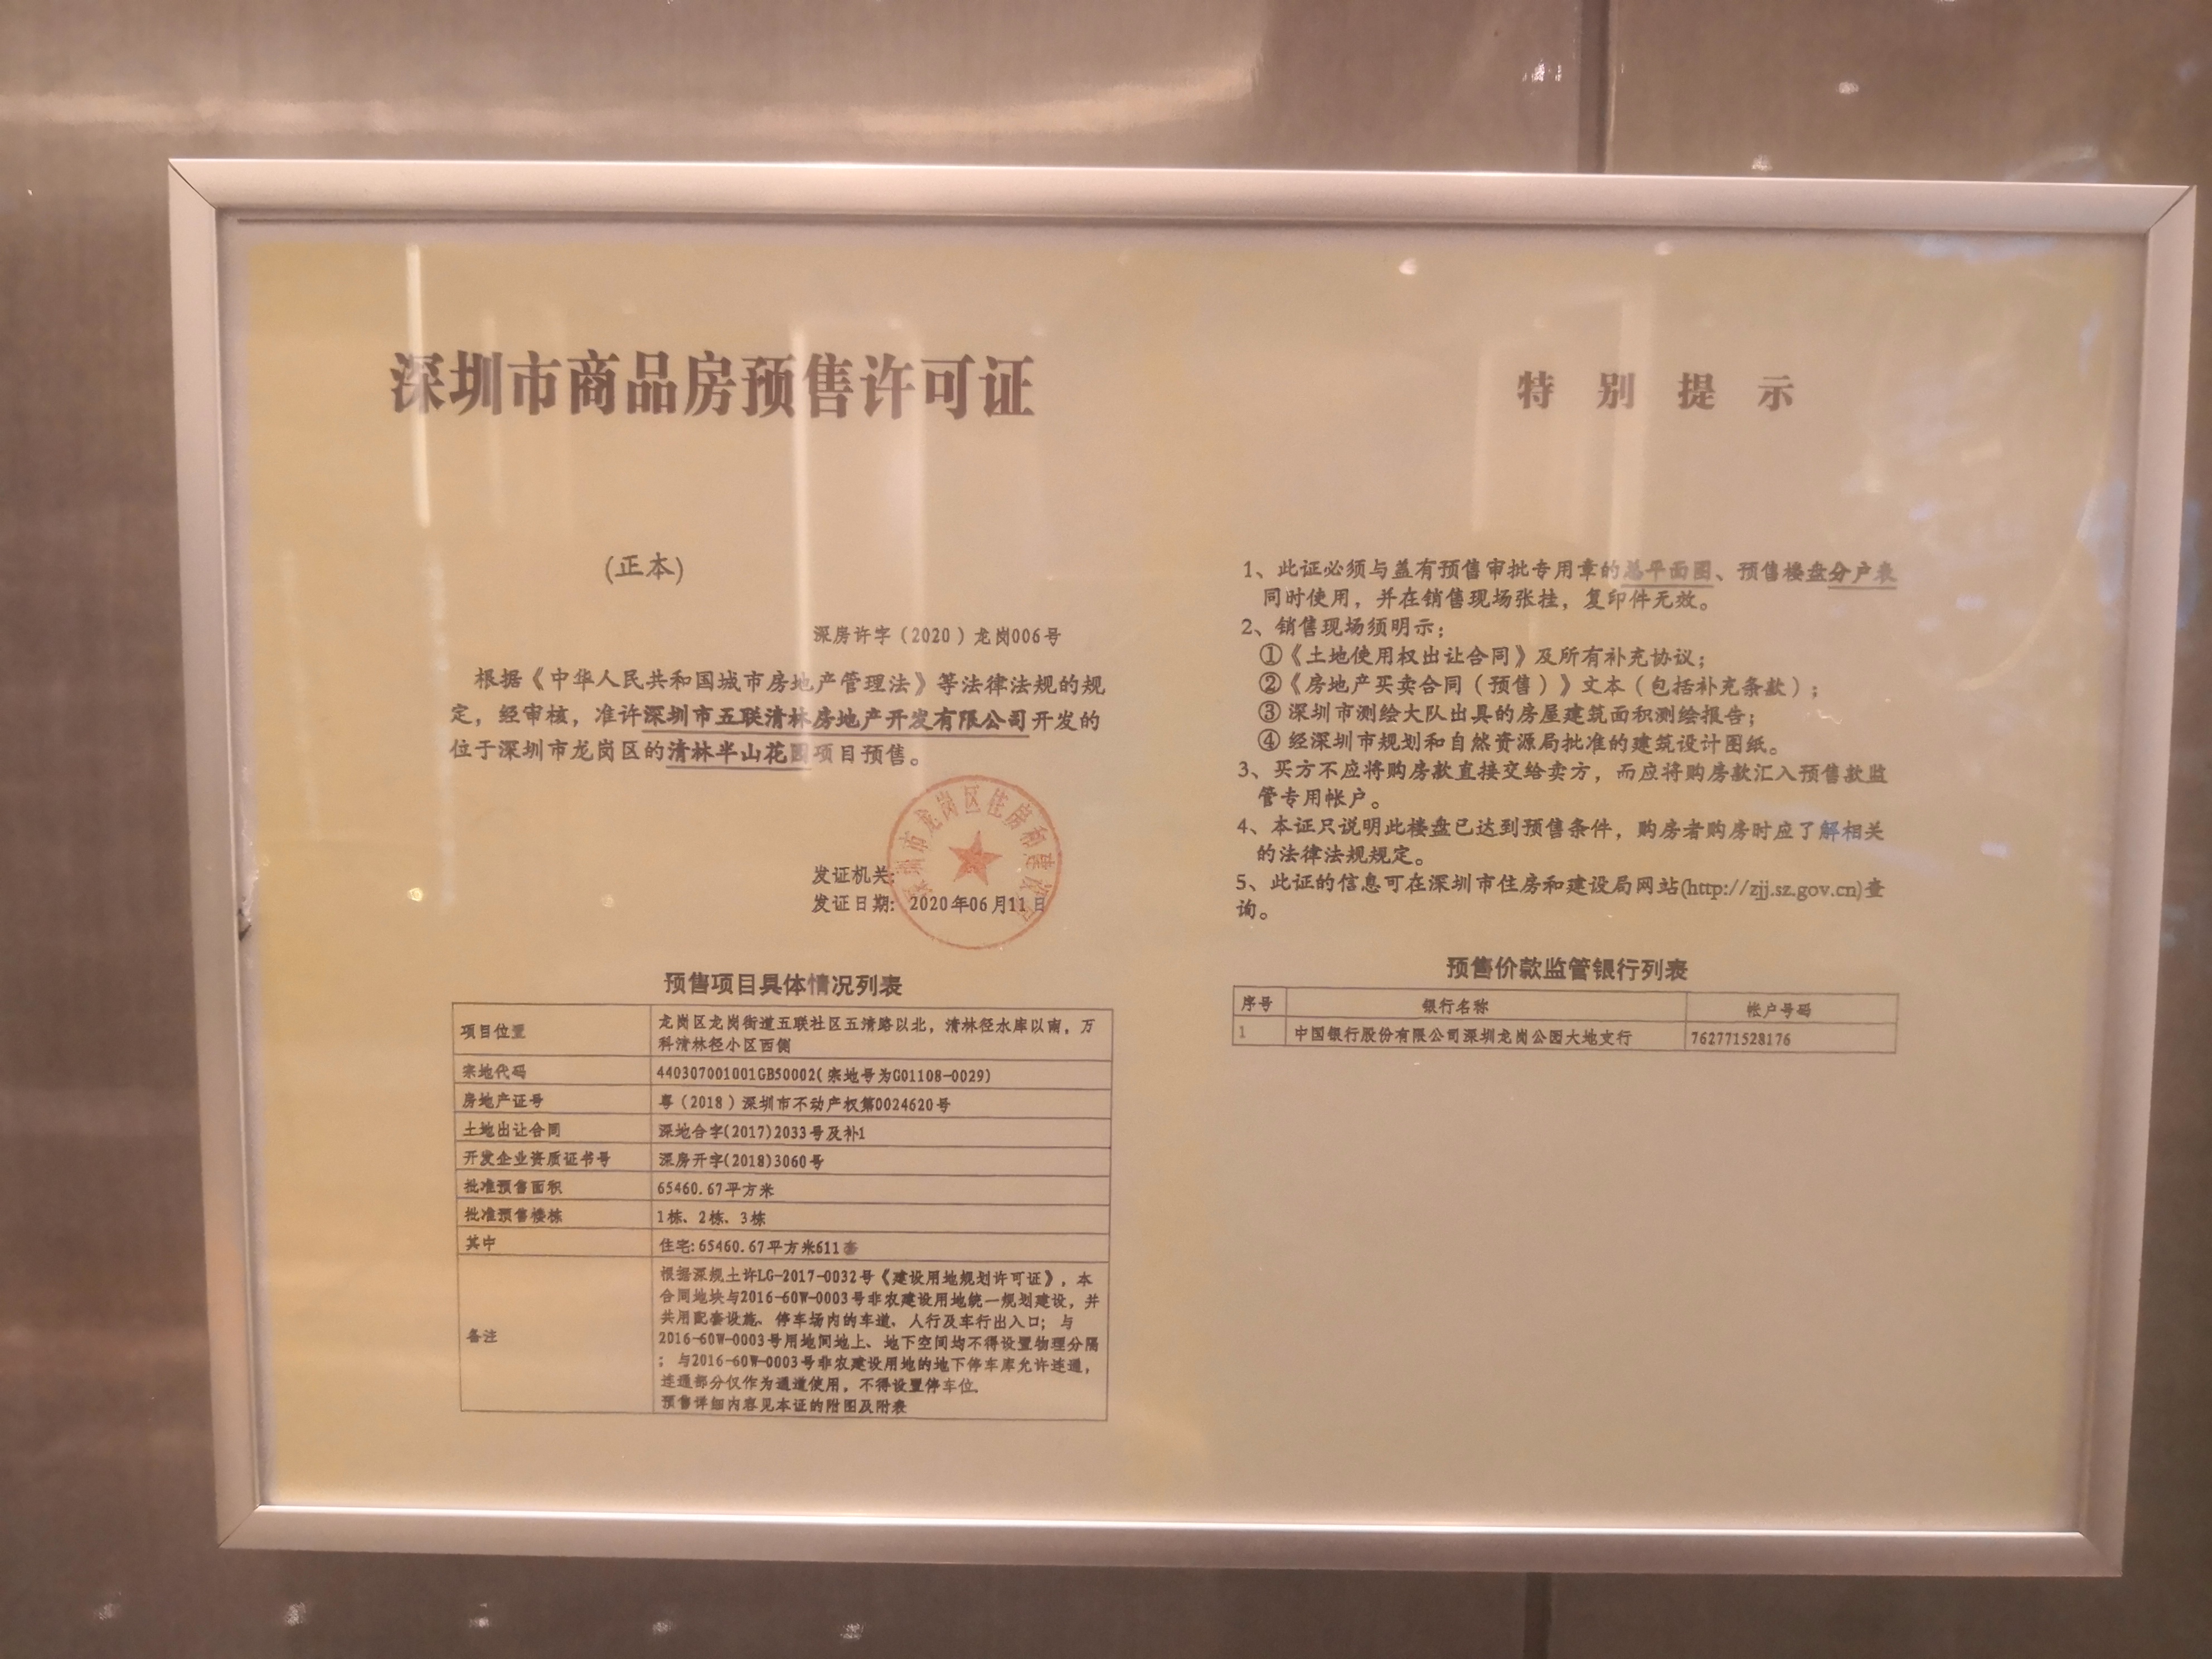 深圳市商品房预售许可证
(正本)
深房许字（2020）龙岗006号
根据《中华人民共和国城市房地产管理法》等法律法规的规
定，经审核，准许深圳市五联清林房地产开发有限公司开发的
位于深圳市龙岗区的清林半山花园项目预售。
深圳市龙岗区住房和建设局
发证机关:
发证日期: 2020年06月11日
预售项目具体情况列表
项目位置 龙岗区龙岗街道五联社区五清路以北，清林径水库以南，万
科清林径小区西侧
宗地代码 440307001001GB50002(宗地号为G01108-0029)
房地产证号 粤（2018）深圳市不动产权第0024620号
土地出让合同 深地合字(2017)2033号及补1
开发企业资质证书号 深房开字(2018)3060号
批准预售面积 65460.67平方米
批准预售楼栋 1栋、2栋、3栋
其中 住宅:65460.67平方米611套
备注 根据深规土许LG-2017-0032号《建设用地规划许可证》，本
合同地块与2016-60W-0003号非农建设用地统一规划建设，并
共用配套设施、停车场内的车道、人行及车行出入口；与
2016-60W-0003号用地间地上、地下空间均不得设置物理分隔
；与2016-60W-0003号非农建设用地的地下停车库允许连通，
连通部分仅作为通道使用，不得设置停车位.
预售详细内容见本证的附图及附表
特别提示
1、此证必须与盖有预售审批专用章的总平面图、预售楼盘分户表
同时使用，并在销售现场张挂，复印件无效。
2、销售现场须明示；
①《土地使用权出让合同》及所有补充协议；
②《房地产买卖合同（预售）》文本（包括补充条款）；
③深圳市测绘大队出具的房屋建筑面积测绘报告；
④经深圳市规划和自然资源局批准的建筑设计图纸。
3、买方不应将购房款直接交给卖方，而应将购房款汇入预售款监
管专用帐户。
4、本证只说明此楼盘已达到预售条件，购房者购房时应了解相关
的法律法规规定。
5、此证的信息可在深圳市住房和建设局网站(http://zjj.sz.gov.cn)查
询。
预售价款监管银行列表
序号 银行名称 帐户号码
1 中国银行股份有限公司深圳龙岗公园大地支行 762771528176